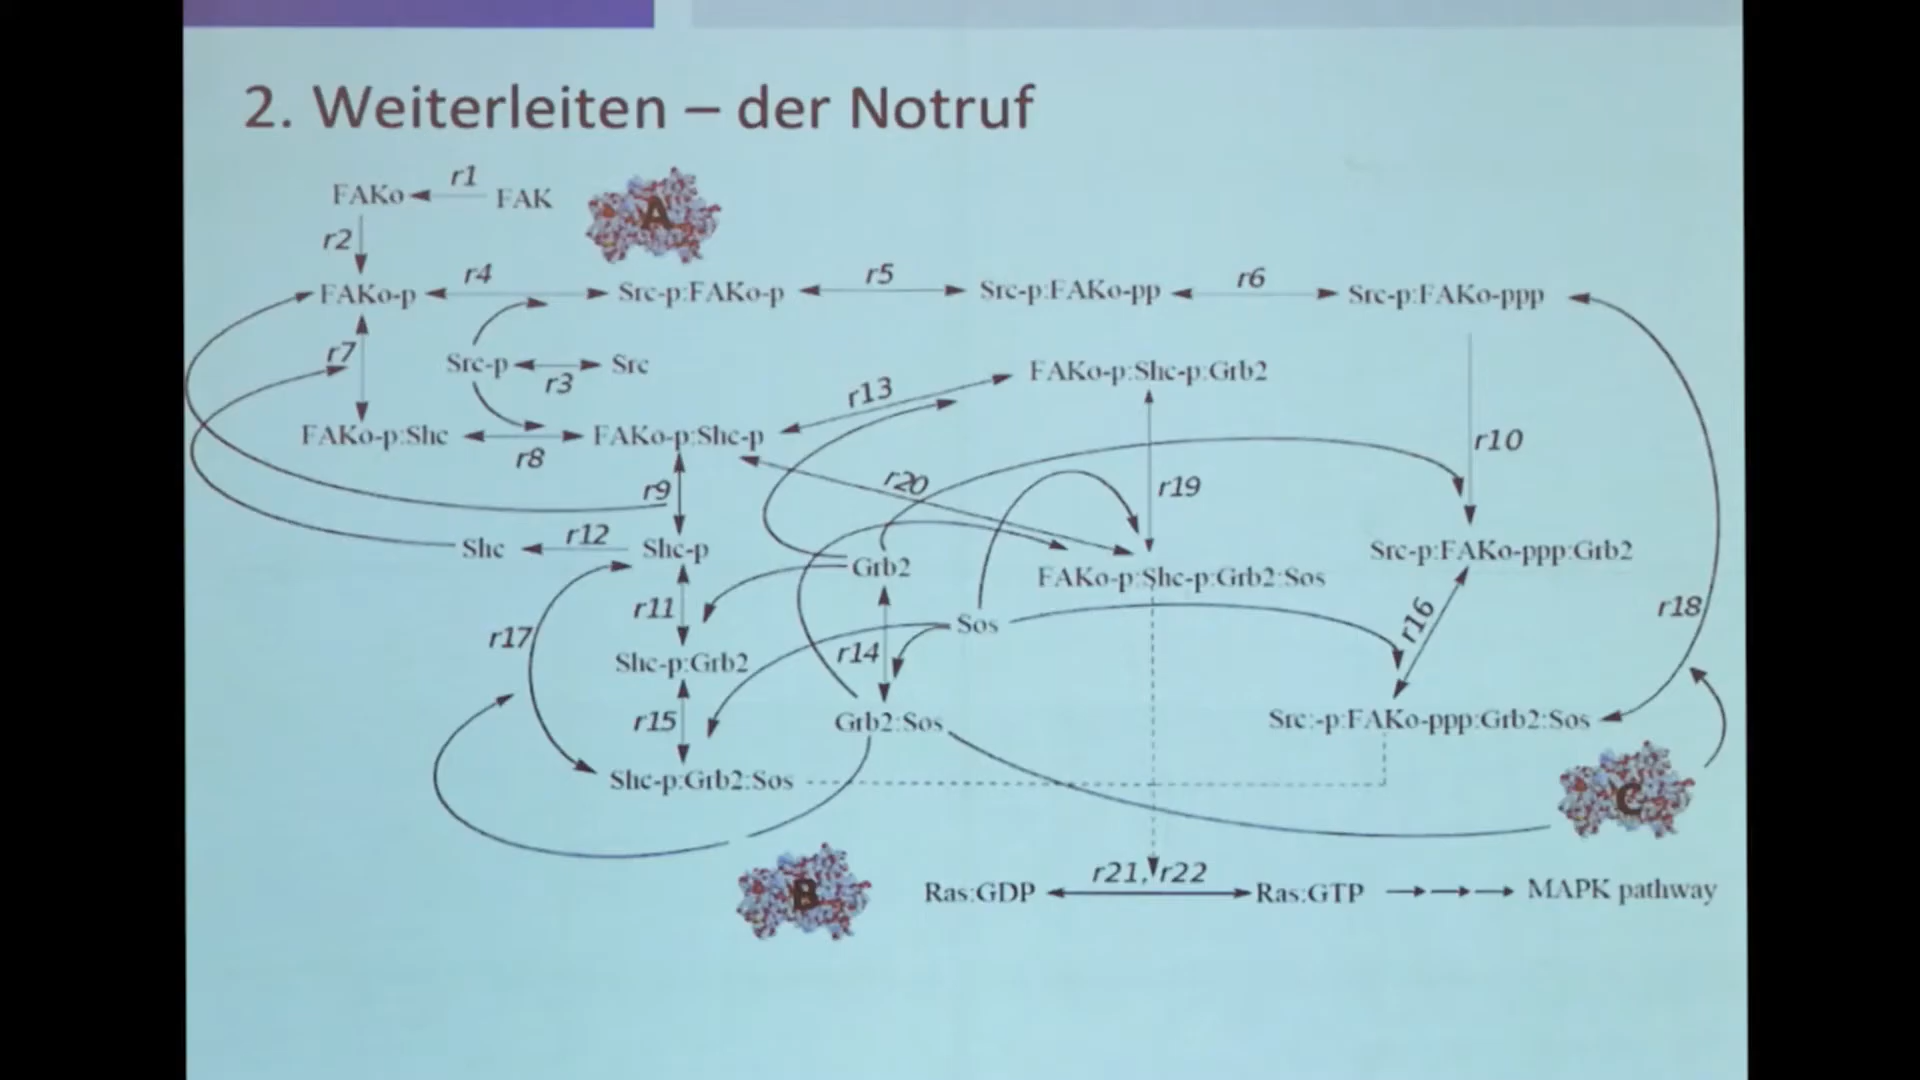 2. Weiterleiten – der Notruf
FAKo r1 FAK
A
r2
FAKo-p r4 Src-p:FAKo-p r5 Src-p:FAKo-pp r6 Src-p:FAKo-ppp
r7
Src-p r3 Src
FAKo-p:Shc-p:Grb2
r13
FAKo-p:Shc r8 FAKo-p:Shc-p
r10
r9
r20
r19
Shc r12 Shc-p
Grb2
FAKo-p:Shc-p:Grb2:Sos
Src-p:FAKo-ppp:Grb2
r11
r17
Sos
r16
r18
Shc-p:Grb2
r14
r15
Grb2:Sos
Src:-p:FAKo-ppp:Grb2:Sos
Shc-p:Grb2:Sos
C
B
r21, r22
Ras:GDP Ras:GTP MAPK pathway